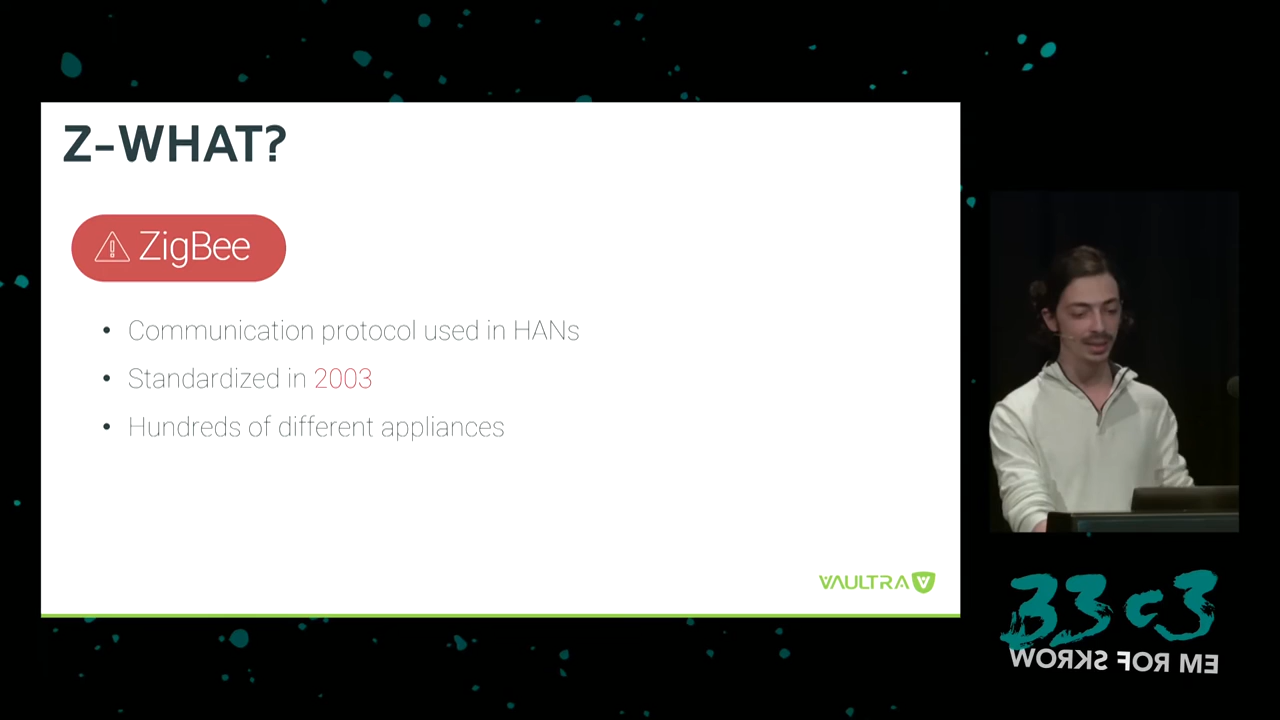 Z-WHAT?
ZigBee
• Communication protocol used in HANs
• Standardized in 2003
• Hundreds of different appliances
VAULTRA
33c3
WORKS FOR ME